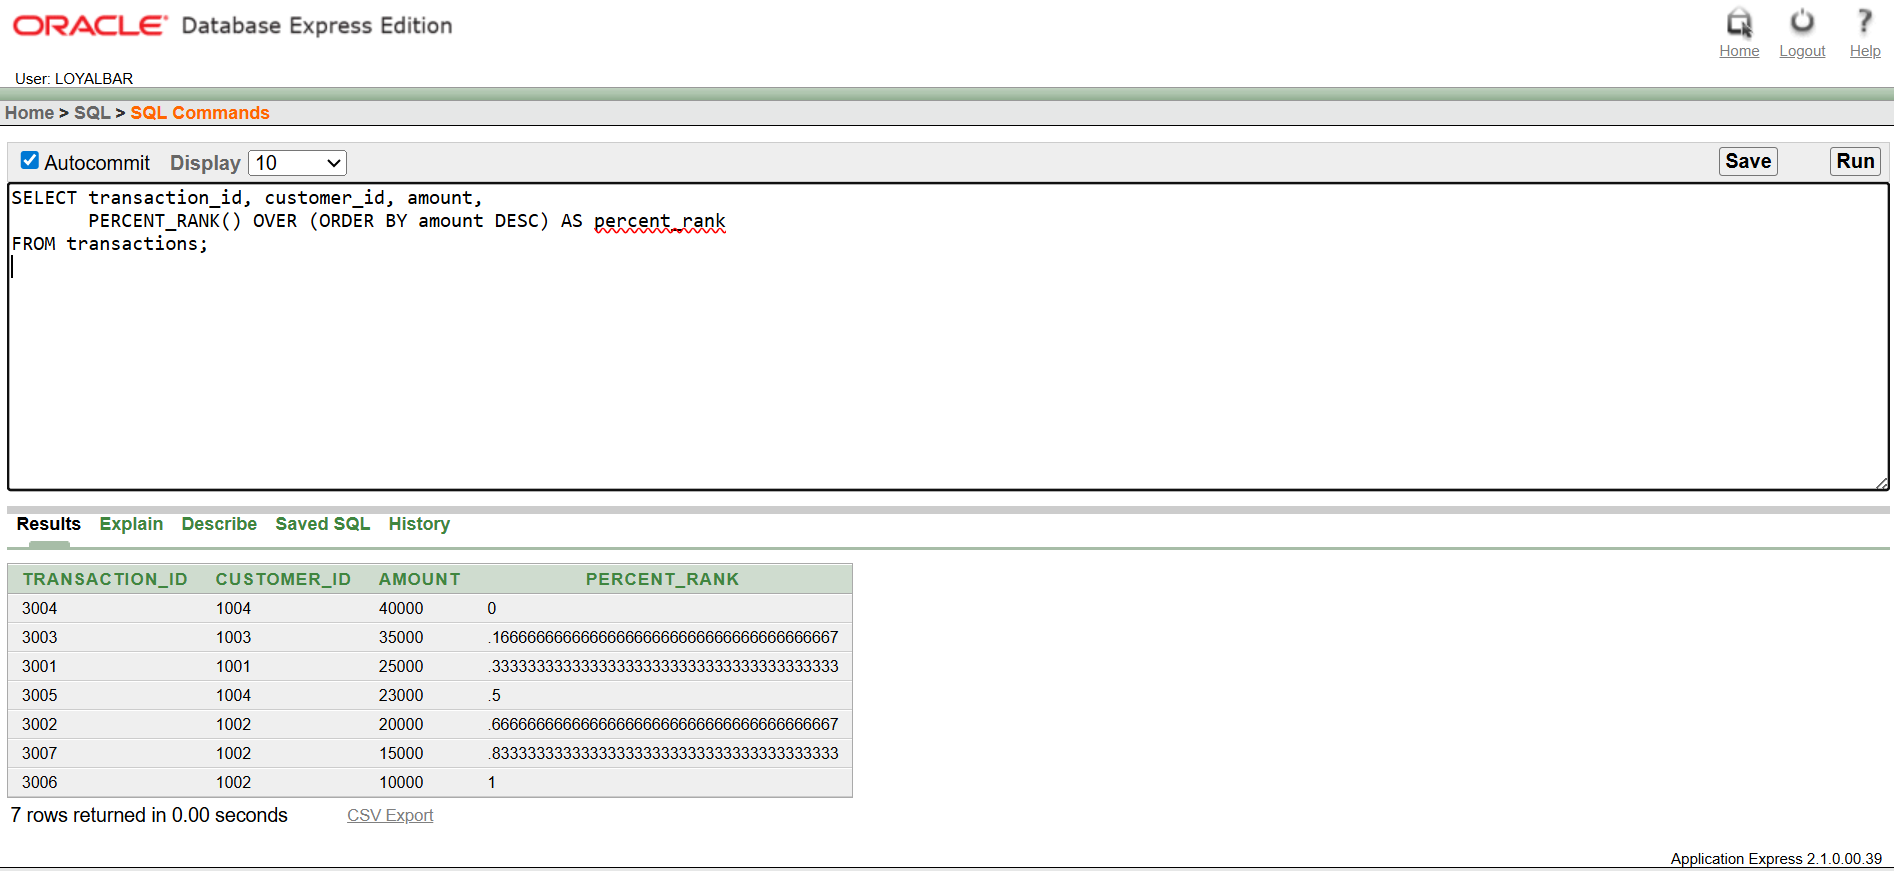 ORACLE® Database Express Edition
Home Logout Help
User: LOYALBAR
Home > SQL > SQL Commands
Autocommit Display 10 Save Run
SELECT transaction_id, customer_id, amount,
PERCENT_RANK() OVER (ORDER BY amount DESC) AS percent_rank
FROM transactions;
Results Explain Describe Saved SQL History
TRANSACTION_ID CUSTOMER_ID AMOUNT PERCENT_RANK
3004 1004 40000 0
3003 1003 35000 .1666666666666666666666666666666666666667
3001 1001 25000 .3333333333333333333333333333333333333333
3005 1004 23000 .5
3002 1002 20000 .6666666666666666666666666666666666666667
3007 1002 15000 .8333333333333333333333333333333333333333
3006 1002 10000 1
7 rows returned in 0.00 seconds CSV Export
Application Express 2.1.0.00.39